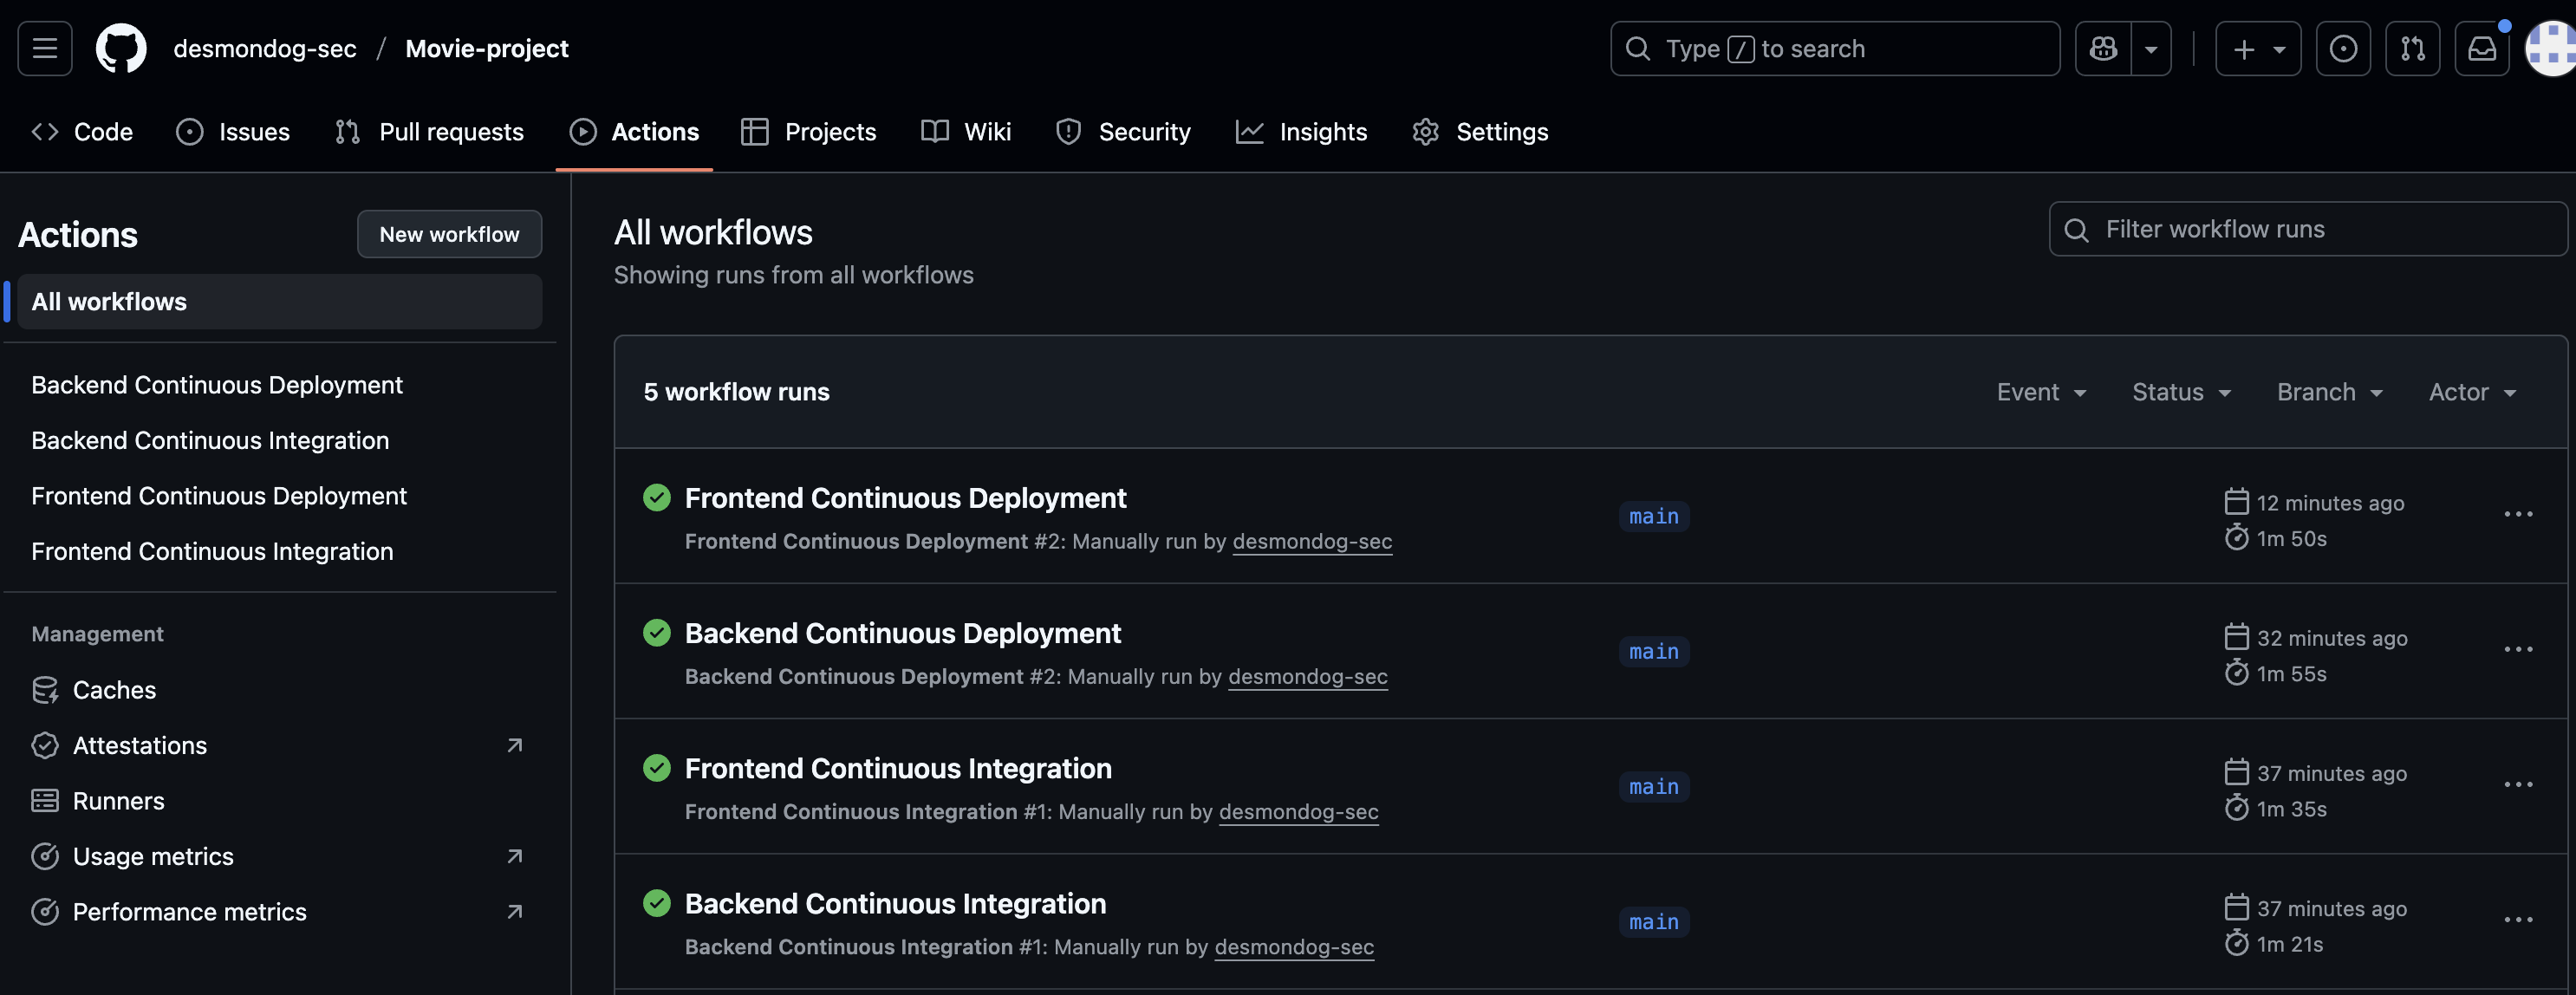 desmondog-sec / Movie-project
Type / to search
Code
Issues
Pull requests
Actions
Projects
Wiki
Security
Insights
Settings
Actions
New workflow
All workflows
Backend Continuous Deployment
Backend Continuous Integration
Frontend Continuous Deployment
Frontend Continuous Integration
Management
Caches
Attestations
Runners
Usage metrics
Performance metrics
All workflows
Showing runs from all workflows
Filter workflow runs
5 workflow runs
Event
Status
Branch
Actor
Frontend Continuous Deployment
Frontend Continuous Deployment #2: Manually run by desmondog-sec
main
12 minutes ago
1m 50s
Backend Continuous Deployment
Backend Continuous Deployment #2: Manually run by desmondog-sec
main
32 minutes ago
1m 55s
Frontend Continuous Integration
Frontend Continuous Integration #1: Manually run by desmondog-sec
main
37 minutes ago
1m 35s
Backend Continuous Integration
Backend Continuous Integration #1: Manually run by desmondog-sec
main
37 minutes ago
1m 21s